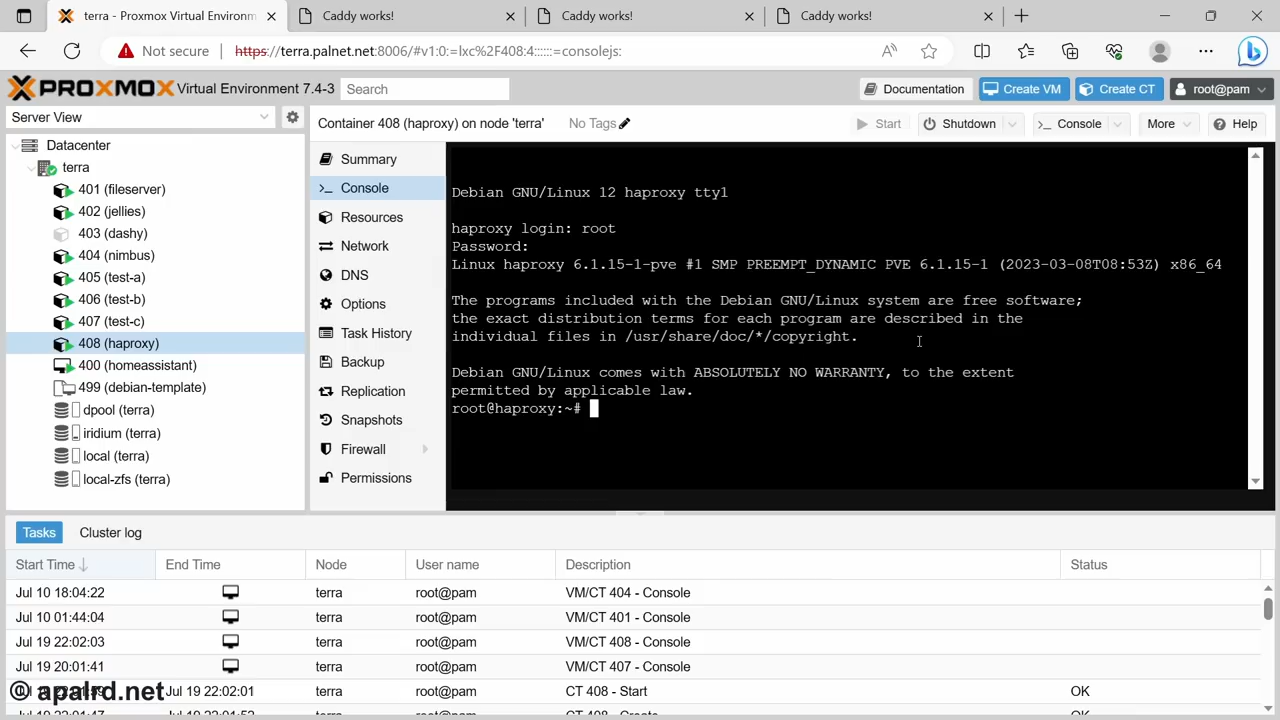 terra - Proxmox Virtual Environm
Caddy works!
Caddy works!
Caddy works!
Not secure
https://terra.palnet.net:8006/#v1:0:=lxc%2F408:4::::::=consolejs:
PROXMOX Virtual Environment 7.4-3
Search
Documentation
Create VM
Create CT
root@pam
Server View
Datacenter
terra
401 (fileserver)
402 (jellies)
403 (dashy)
404 (nimbus)
405 (test-a)
406 (test-b)
407 (test-c)
408 (haproxy)
400 (homeassistant)
499 (debian-template)
dpool (terra)
iridium (terra)
local (terra)
local-zfs (terra)
Container 408 (haproxy) on node 'terra'
No Tags
Start
Shutdown
Console
More
Help
Summary
Console
Resources
Network
DNS
Options
Task History
Backup
Replication
Snapshots
Firewall
Permissions
Debian GNU/Linux 12 haproxy tty1
haproxy login: root
Password:
Linux haproxy 6.1.15-1-pve #1 SMP PREEMPT_DYNAMIC PVE 6.1.15-1 (2023-03-08T08:53Z) x86_64
The programs included with the Debian GNU/Linux system are free software;
the exact distribution terms for each program are described in the
individual files in /usr/share/doc/*/copyright.
Debian GNU/Linux comes with ABSOLUTELY NO WARRANTY, to the extent
permitted by applicable law.
root@haproxy:~#
Tasks
Cluster log
Start Time
End Time
Node
User name
Description
Status
Jul 10 18:04:22 terra root@pam VM/CT 404 - Console
Jul 10 01:44:04 terra root@pam VM/CT 401 - Console
Jul 19 22:02:03 terra root@pam VM/CT 408 - Console
Jul 19 20:01:41 terra root@pam VM/CT 407 - Console
Jul 19 22:02:01 terra root@pam CT 408 - Start OK
© apalrd.net